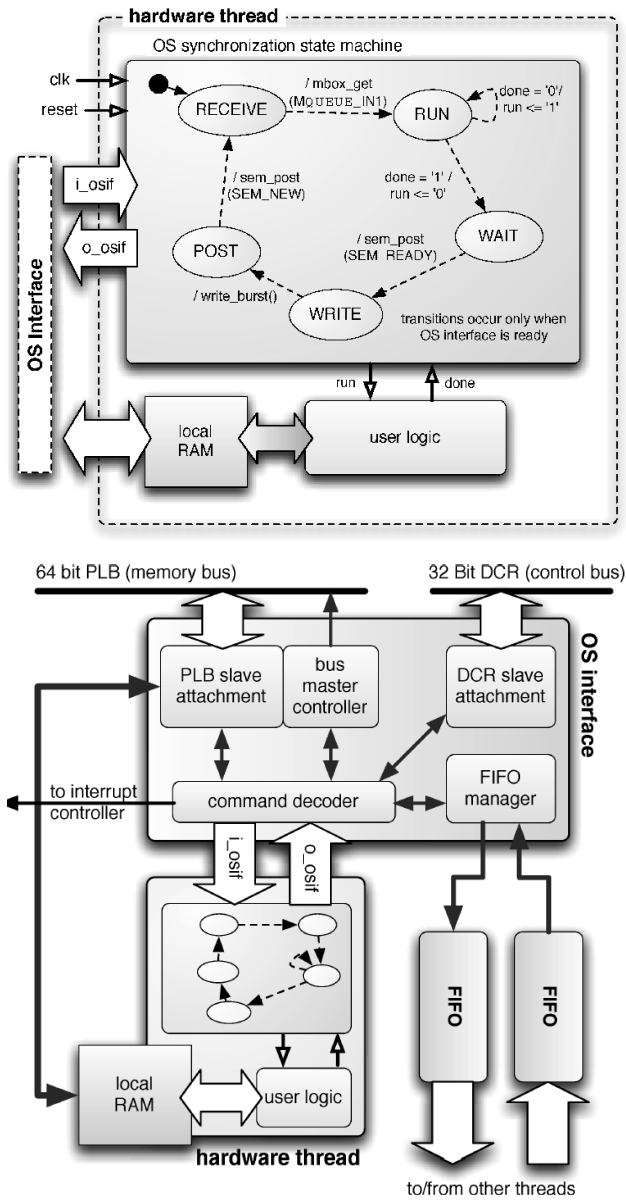 hardware thread
OS synchronization state machine
clk
reset
RECEIVE
/ mbox_get
(MQUEUE_IN1)
RUN
done = '0'/
run <= '1'
i_osif
o_osif
OS Interface
/ sem_post
(SEM_NEW)
done = '1' /
run <= '0'
POST
WAIT
/ sem_post
(SEM_READY)
/ write_burst()
WRITE
transitions occur only when
OS interface is ready
run
done
local
RAM
user logic
64 bit PLB (memory bus)
32 Bit DCR (control bus)
OS interface
PLB slave
attachment
bus
master
controller
DCR slave
attachment
to interrupt
controller
command decoder
FIFO
manager
i_osif
o_osif
FIFO
FIFO
local
RAM
user logic
hardware thread
to/from other threads